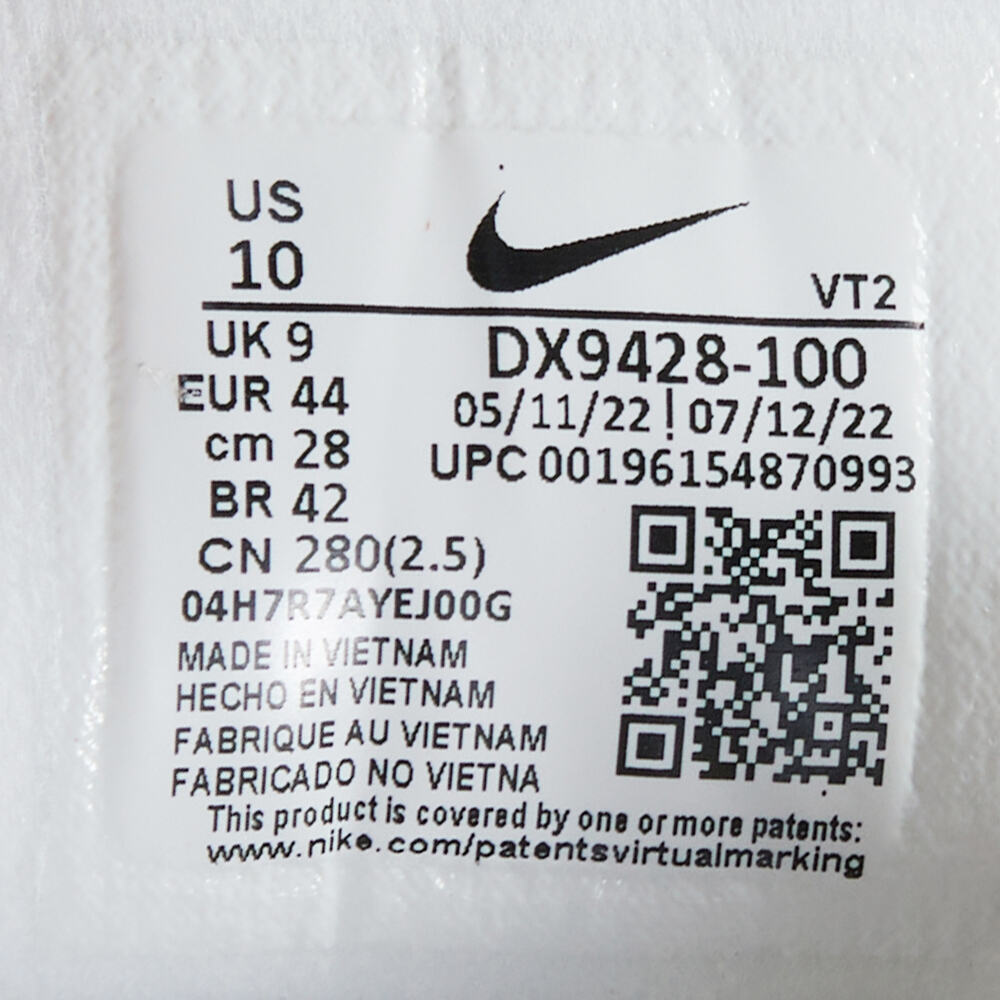 US
10
VT2
UK 9
EUR 44
cm 28
BR 42
CN 280(2.5)
DX9428-100
05/11/22 | 07/12/22
UPC 00196154870993
04H7R7AYEJ00G
MADE IN VIETNAM
HECHO EN VIETNAM
FABRIQUE AU VIETNAM
FABRICADO NO VIETNA
This product is covered by one or more patents:
www.nike.com/patentsvirtualmarking